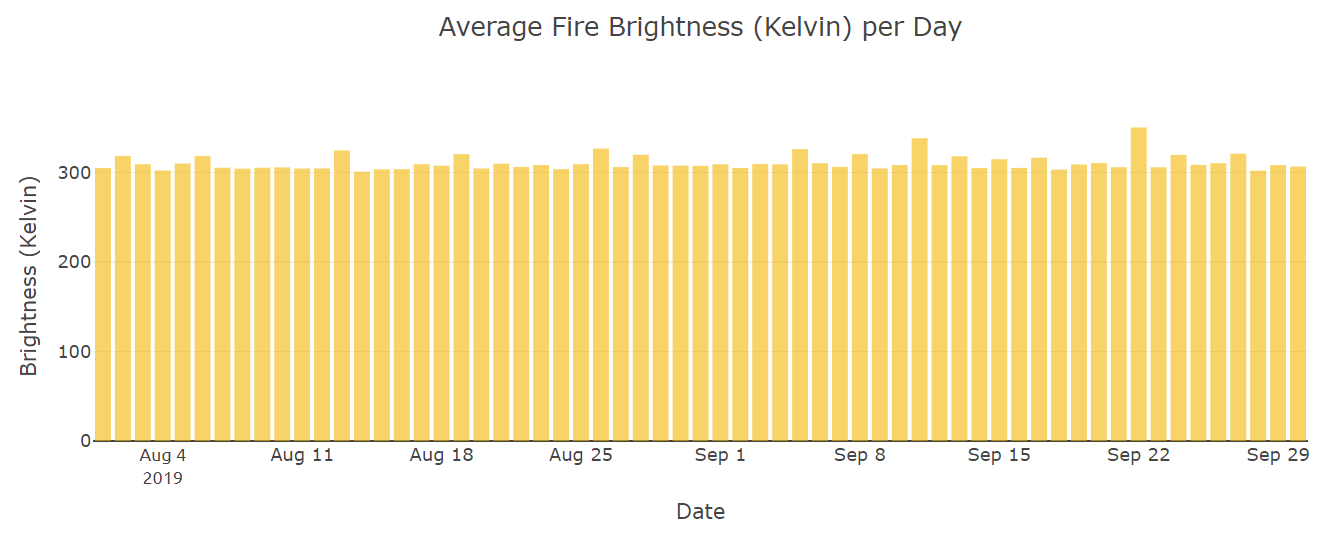 Average Fire Brightness (Kelvin) per Day
Brightness (Kelvin)
300
200
100
0
Aug 4
2019
Aug 11
Aug 18
Aug 25
Sep 1
Sep 8
Sep 15
Sep 22
Sep 29
Date